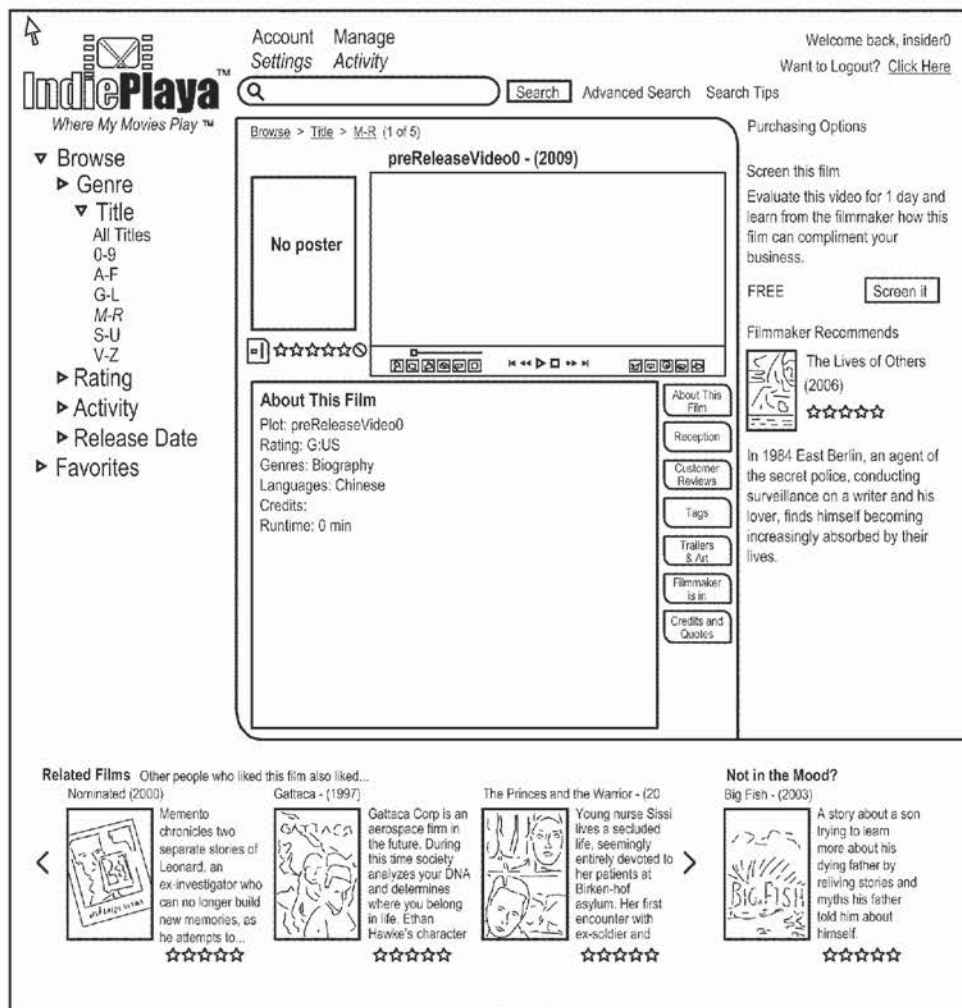 Account Manage
Settings Activity
Welcome back, insider0
Want to Logout? Click Here
IndiePlaya™
Where My Movies Play ™
Search Advanced Search Search Tips
▼ Browse
▶ Genre
▼ Title
All Titles
0-9
A-F
G-L
M-R
S-U
V-Z
▶ Rating
▶ Activity
▶ Release Date
▶ Favorites
Browse > Title > M-R (1 of 5)
preReleaseVideo0 - (2009)
No poster
About This Film
Plot: preReleaseVideo0
Rating: G:US
Genres: Biography
Languages: Chinese
Credits:
Runtime: 0 min
About This
Film
Reception
Customer
Reviews
Tags
Trailers
& Art
Filmmaker
is in
Credits and
Quotes
Purchasing Options
Screen this film
Evaluate this video for 1 day and
learn from the filmmaker how this
film can compliment your
business.
FREE Screen it
Filmmaker Recommends
The Lives of Others
(2006)
In 1984 East Berlin, an agent of
the secret police, conducting
surveillance on a writer and his
lover, finds himself becoming
increasingly absorbed by their
lives.
Related Films Other people who liked this film also liked...
Nominated (2000)
Memento
chronicles two
separate stories of
Leonard, an
ex-investigator who
can no longer build
new memories, as
he attempts to...
Gattaca - (1997)
GATTACA
Gattaca Corp is an
aerospace firm in
the future. During
this time society
analyzes your DNA
and determines
where you belong
in life. Ethan
Hawke's character
The Princes and the Warrior - (20
Young nurse Sissi
lives a secluded
life, seemingly
entirely devoted to
her patients at
Birken-hof
asylum. Her first
encounter with
ex-soldier and
Not in the Mood?
Big Fish - (2003)
BIG FISH
A story about a son
trying to learn
more about his
dying father by
reliving stories and
myths his father
told him about
himself.